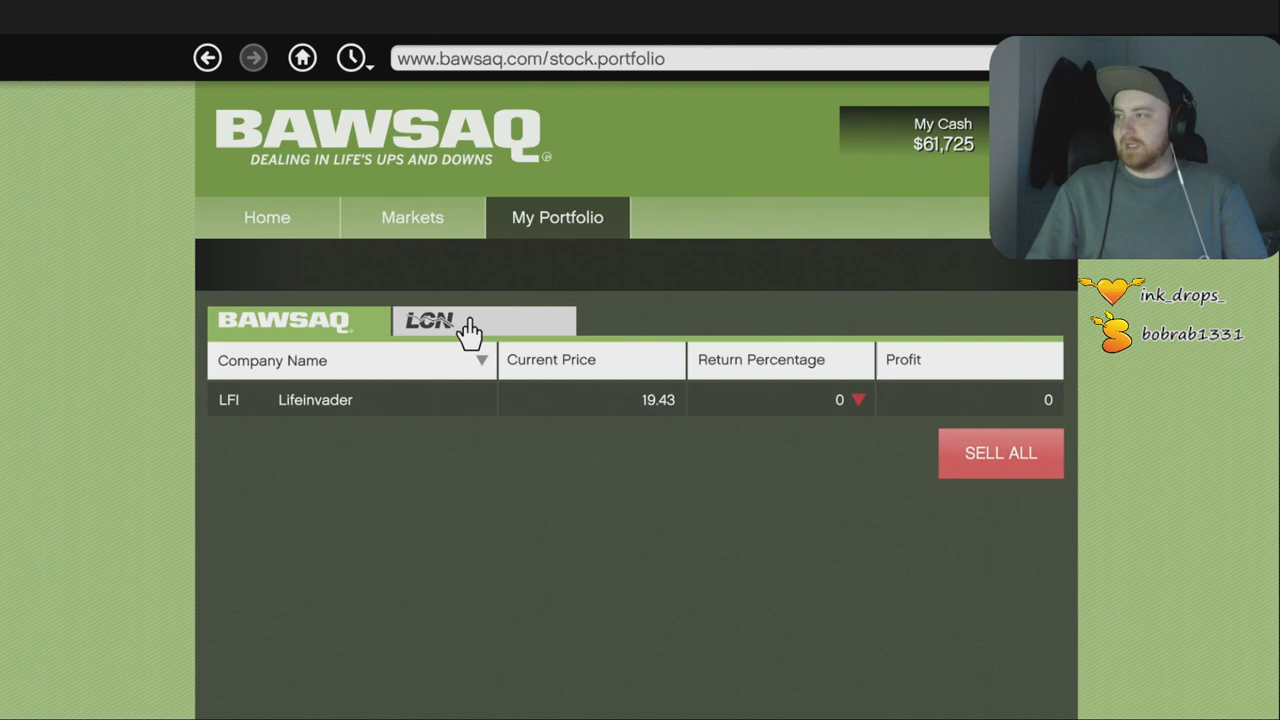 www.bawsaq.com/stock.portfolio
BAWSAQ
DEALING IN LIFE'S UPS AND DOWNS
My Cash
$61,725
Home Markets My Portfolio
BAWSAQ LCN
Company Name Current Price Return Percentage Profit
LFI Lifeinvader 19.43 0 0
SELL ALL
ink_drops_
bobrab1331